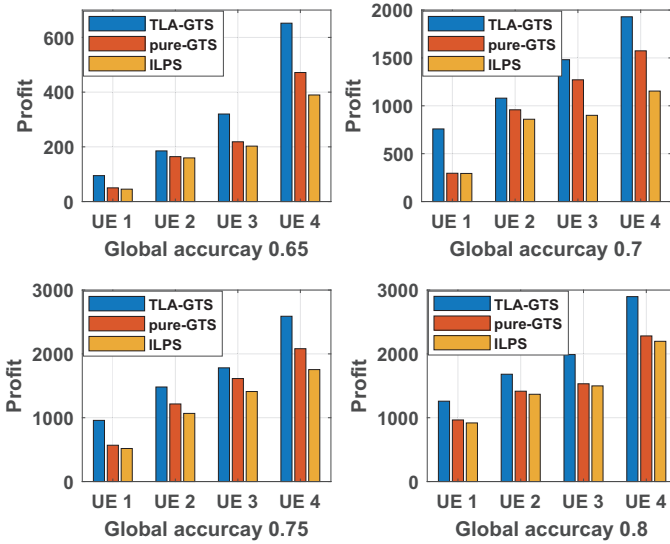 600
400
200
0
Profit
TLA-GTS
pure-GTS
ILPS
UE 1 UE 2 UE 3 UE 4
Global accurcay 0.65
2000
1500
1000
500
0
Profit
TLA-GTS
pure-GTS
ILPS
UE 1 UE 2 UE 3 UE 4
Global accurcay 0.7
3000
2000
1000
0
Profit
TLA-GTS
pure-GTS
ILPS
UE 1 UE 2 UE 3 UE 4
Global accurcay 0.75
3000
2000
1000
0
Profit
TLA-GTS
pure-GTS
ILPS
UE 1 UE 2 UE 3 UE 4
Global accurcay 0.8